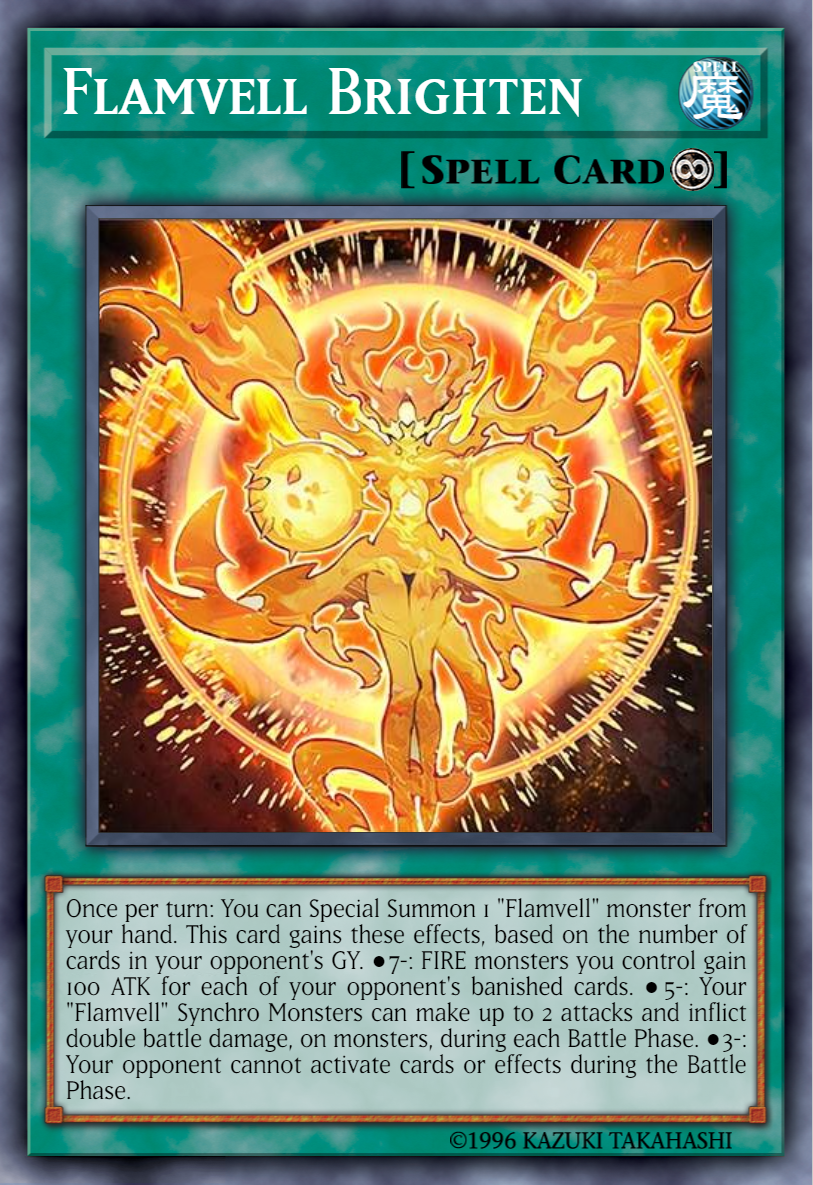 Flamvell Brighten
SPELL
魔
[Spell Card♾]
Once per turn: You can Special Summon 1 "Flamvell" monster from
your hand. This card gains these effects, based on the number of
cards in your opponent's GY. ●7-: FIRE monsters you control gain
100 ATK for each of your opponent's banished cards. ●5-: Your
"Flamvell" Synchro Monsters can make up to 2 attacks and inflict
double battle damage, on monsters, during each Battle Phase. ●3-:
Your opponent cannot activate cards or effects during the Battle
Phase.
©1996 KAZUKI TAKAHASHI